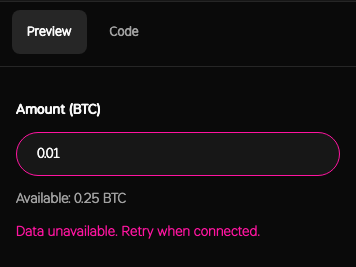 Preview Code
Amount (BTC)
0.01
Available: 0.25 BTC
Data unavailable. Retry when connected.